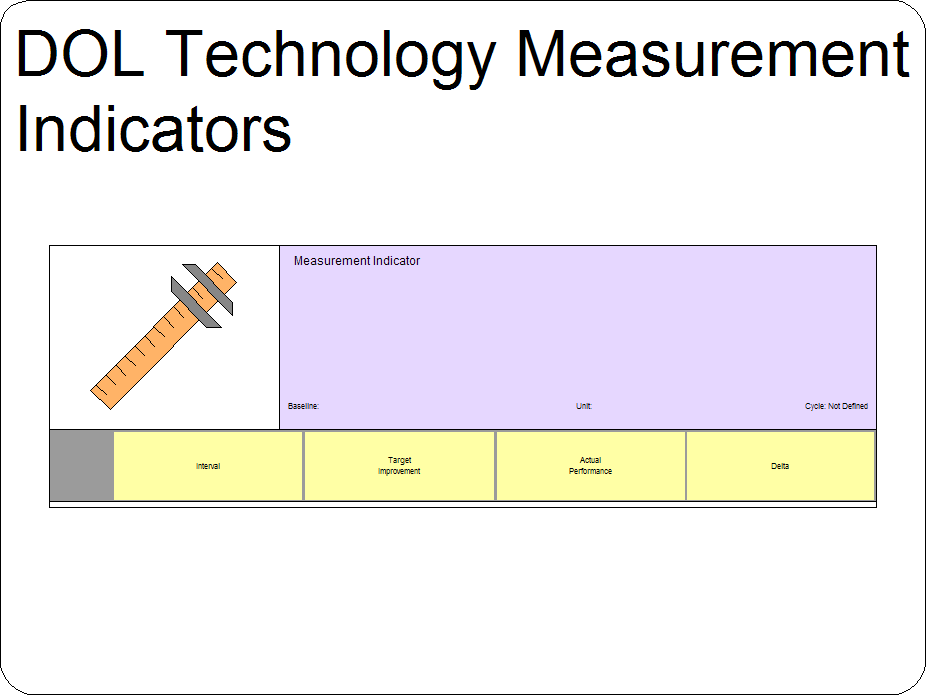 DOL Technology Measurement
Indicators
Measurement Indicator
Baseline:
Unit:
Cycle: Not Defined
Interval
Target
Improvement
Actual
Performance
Delta